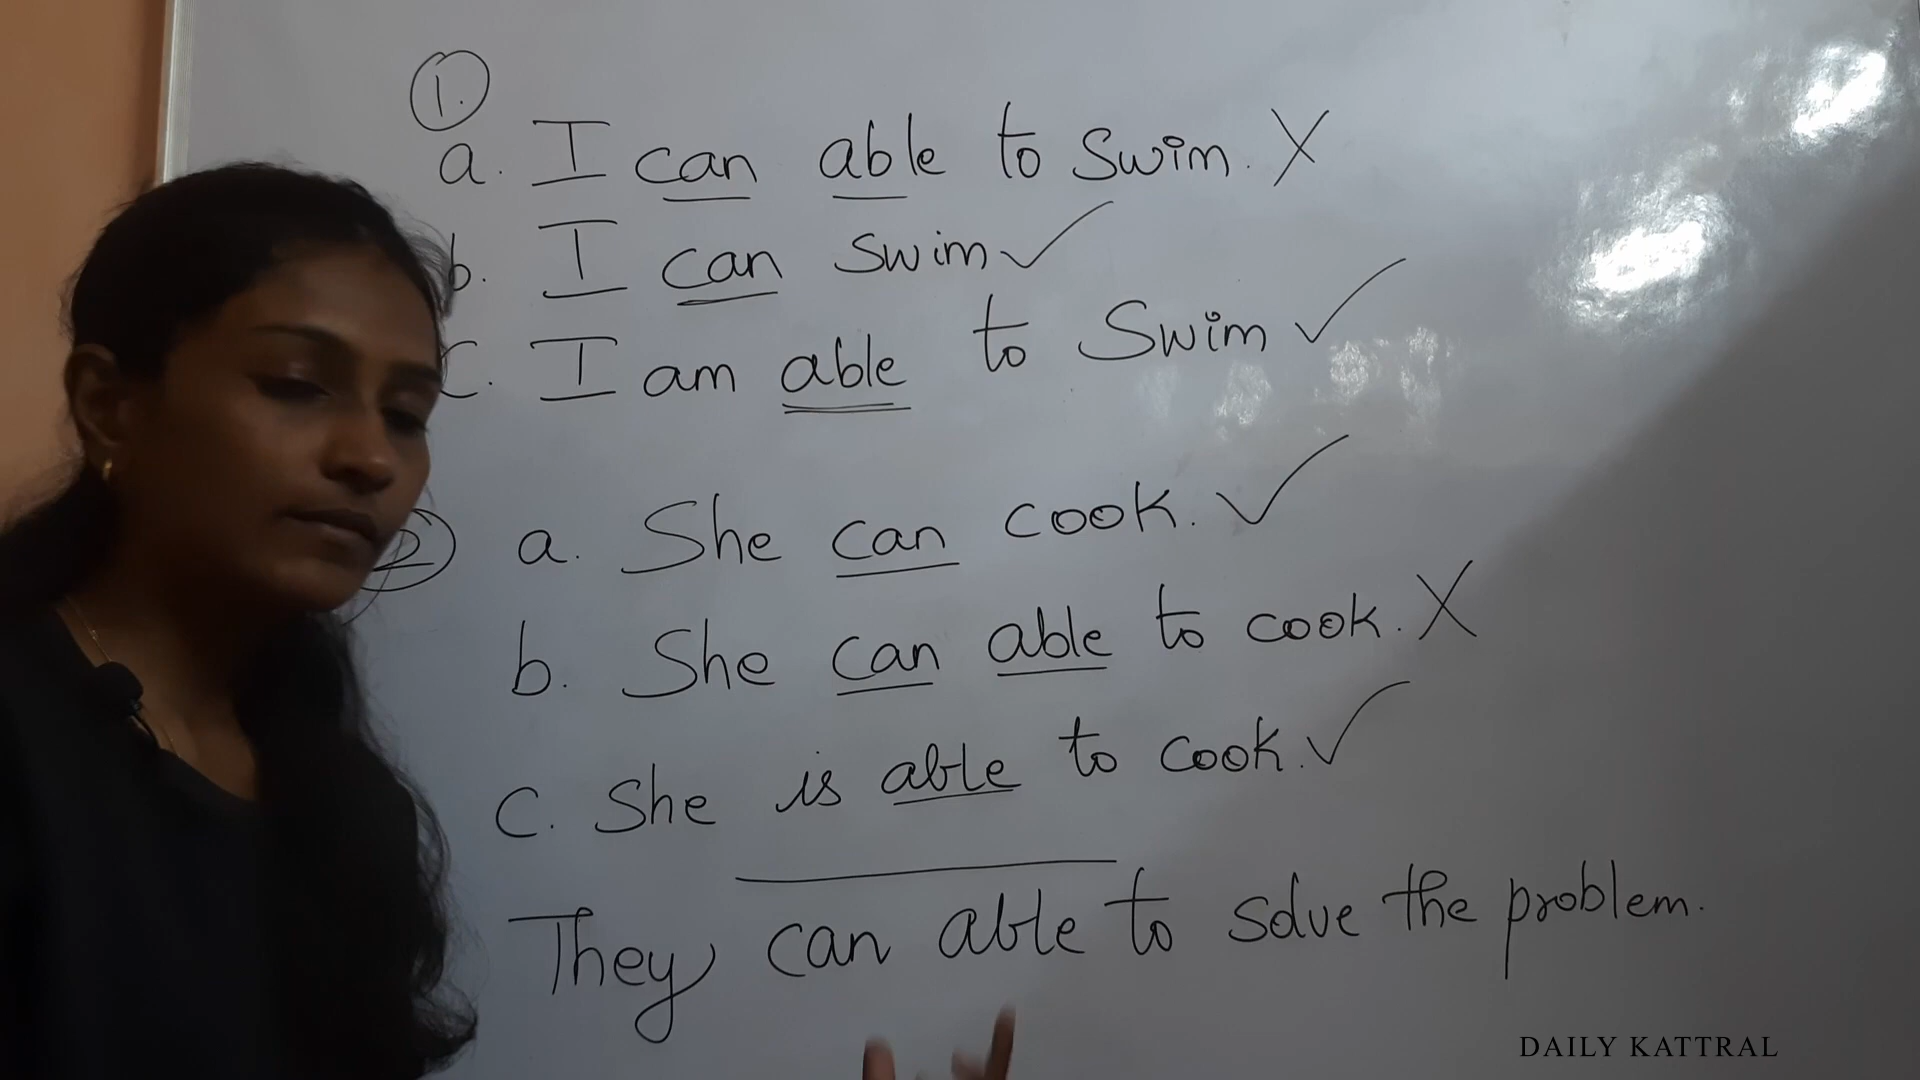 1.
a. I can able to swim. X
b. I can swim ✓
c. I am able to swim ✓
2 a. She can cook. ✓
b. She can able to cook. X
c. She is able to cook. ✓
They can able to solve the problem.
DAILY KATTRAL